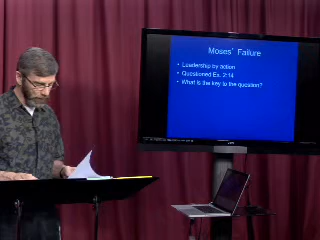 Moses' Failure
• Leadership by action
• Questioned Ex. 2:14
• What is the key to the question?